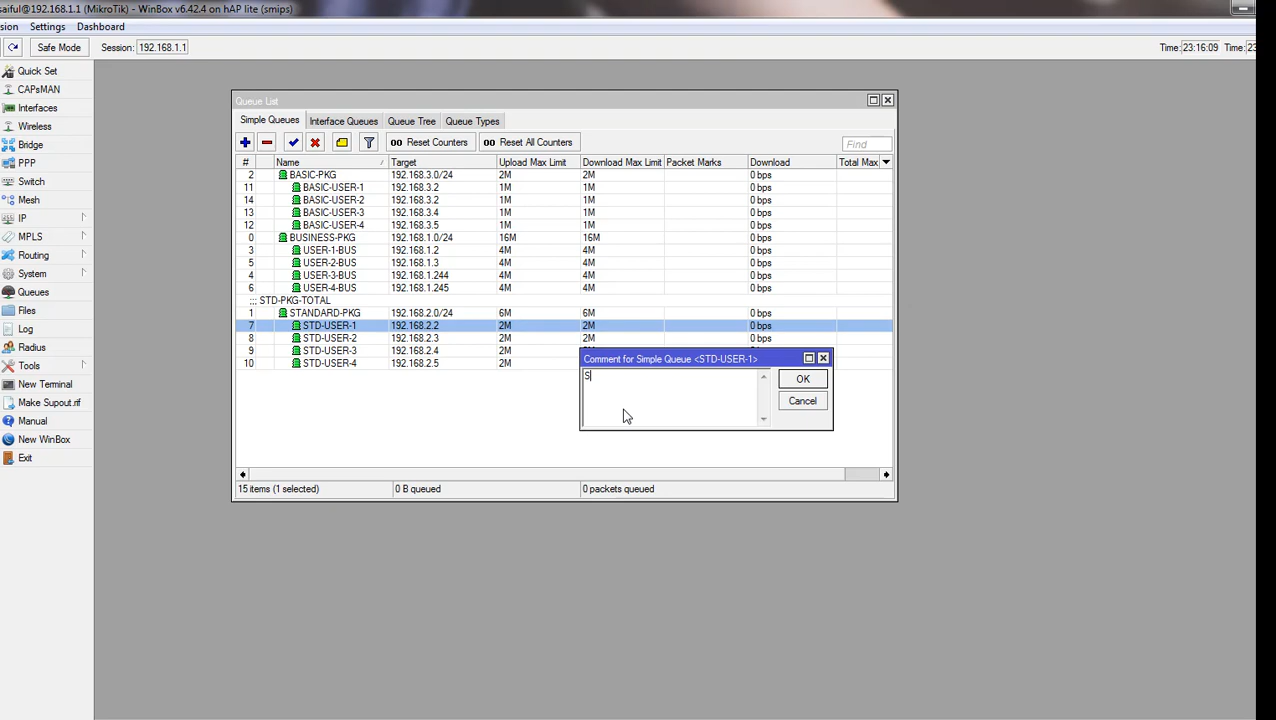 saiful@192.168.1.1 (MikroTik) - WinBox v6.42.4 on hAP lite (smips)
Settings Dashboard
Safe Mode Session: 192.168.1.1 Time: 23:16:09 Time:
Quick Set
CAPsMAN
Interfaces
Wireless
Bridge
PPP
Switch
Mesh
IP
MPLS
Routing
System
Queues
Files
Log
Radius
Tools
New Terminal
Make Supout.rif
Manual
New WinBox
Exit
Queue List
Simple Queues Interface Queues Queue Tree Queue Types
00 Reset Counters 00 Reset All Counters Find
# Name / Target Upload Max Limit Download Max Limit Packet Marks Download Total Max
2 BASIC-PKG 192.168.3.0/24 2M 2M 0 bps
11 BASIC-USER-1 192.168.3.2 1M 1M 0 bps
14 BASIC-USER-2 192.168.3.2 1M 1M 0 bps
13 BASIC-USER-3 192.168.3.4 1M 1M 0 bps
12 BASIC-USER-4 192.168.3.5 1M 1M 0 bps
0 BUSINESS-PKG 192.168.1.0/24 16M 16M 0 bps
3 USER-1-BUS 192.168.1.2 4M 4M 0 bps
5 USER-2-BUS 192.168.1.3 4M 4M 0 bps
4 USER-3-BUS 192.168.1.244 4M 4M 0 bps
6 USER-4-BUS 192.168.1.245 4M 4M 0 bps
::: STD-PKG-TOTAL
1 STANDARD-PKG 192.168.2.0/24 6M 6M 0 bps
7 STD-USER-1 192.168.2.2 2M 2M 0 bps
8 STD-USER-2 192.168.2.3 2M 2M 0 bps
9 STD-USER-3 192.168.2.4 2M
10 STD-USER-4 192.168.2.5 2M
Comment for Simple Queue <STD-USER-1>
S
OK
Cancel
15 items (1 selected) 0 B queued 0 packets queued